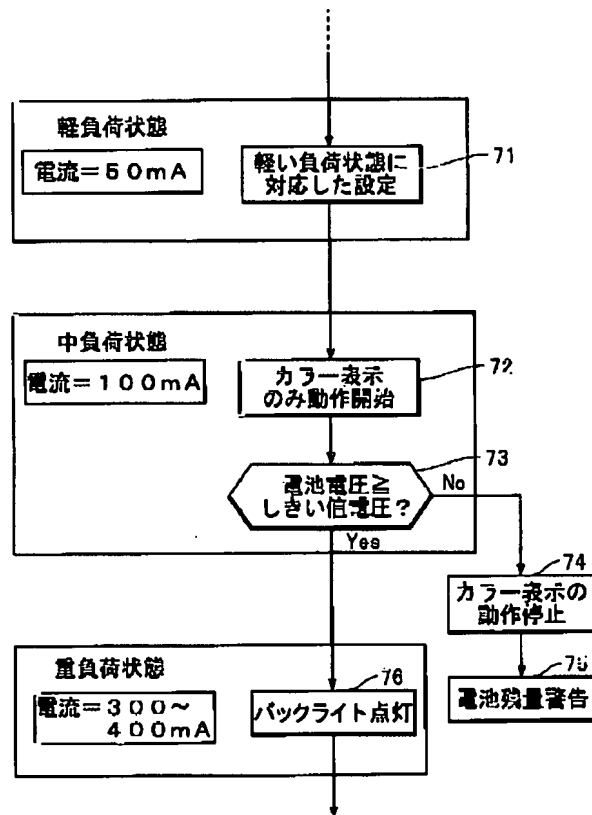 軽負荷状態
電流=50mA
軽い負荷状態に
対応した設定
71
中負荷状態
電流=100mA
カラー表示
のみ動作開始
72
電池電圧≧
しきい値電圧?
73
No
Yes
74
カラー表示の
動作停止
75
電池残量警告
重負荷状態
電流=300~
400mA
76
バックライト点灯